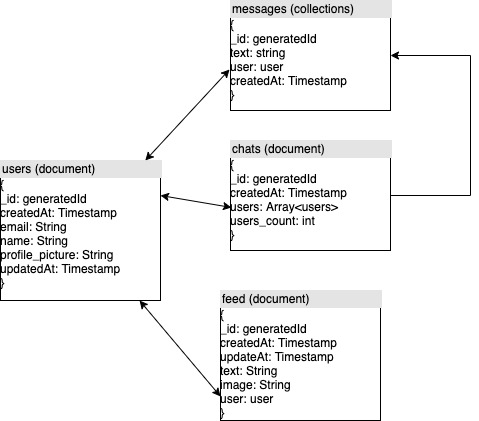 messages (collections)
{
_id: generatedId
text: string
user: user
createdAt: Timestamp
}
chats (document)
{
_id: generatedId
createdAt: Timestamp
users: Array<users>
users_count: int
}
users (document)
{
_id: generatedId
createdAt: Timestamp
email: String
name: String
profile_picture: String
updatedAt: Timestamp
}
feed (document)
{
_id: generatedId
createdAt: Timestamp
updateAt: Timestamp
text: String
image: String
user: user
}